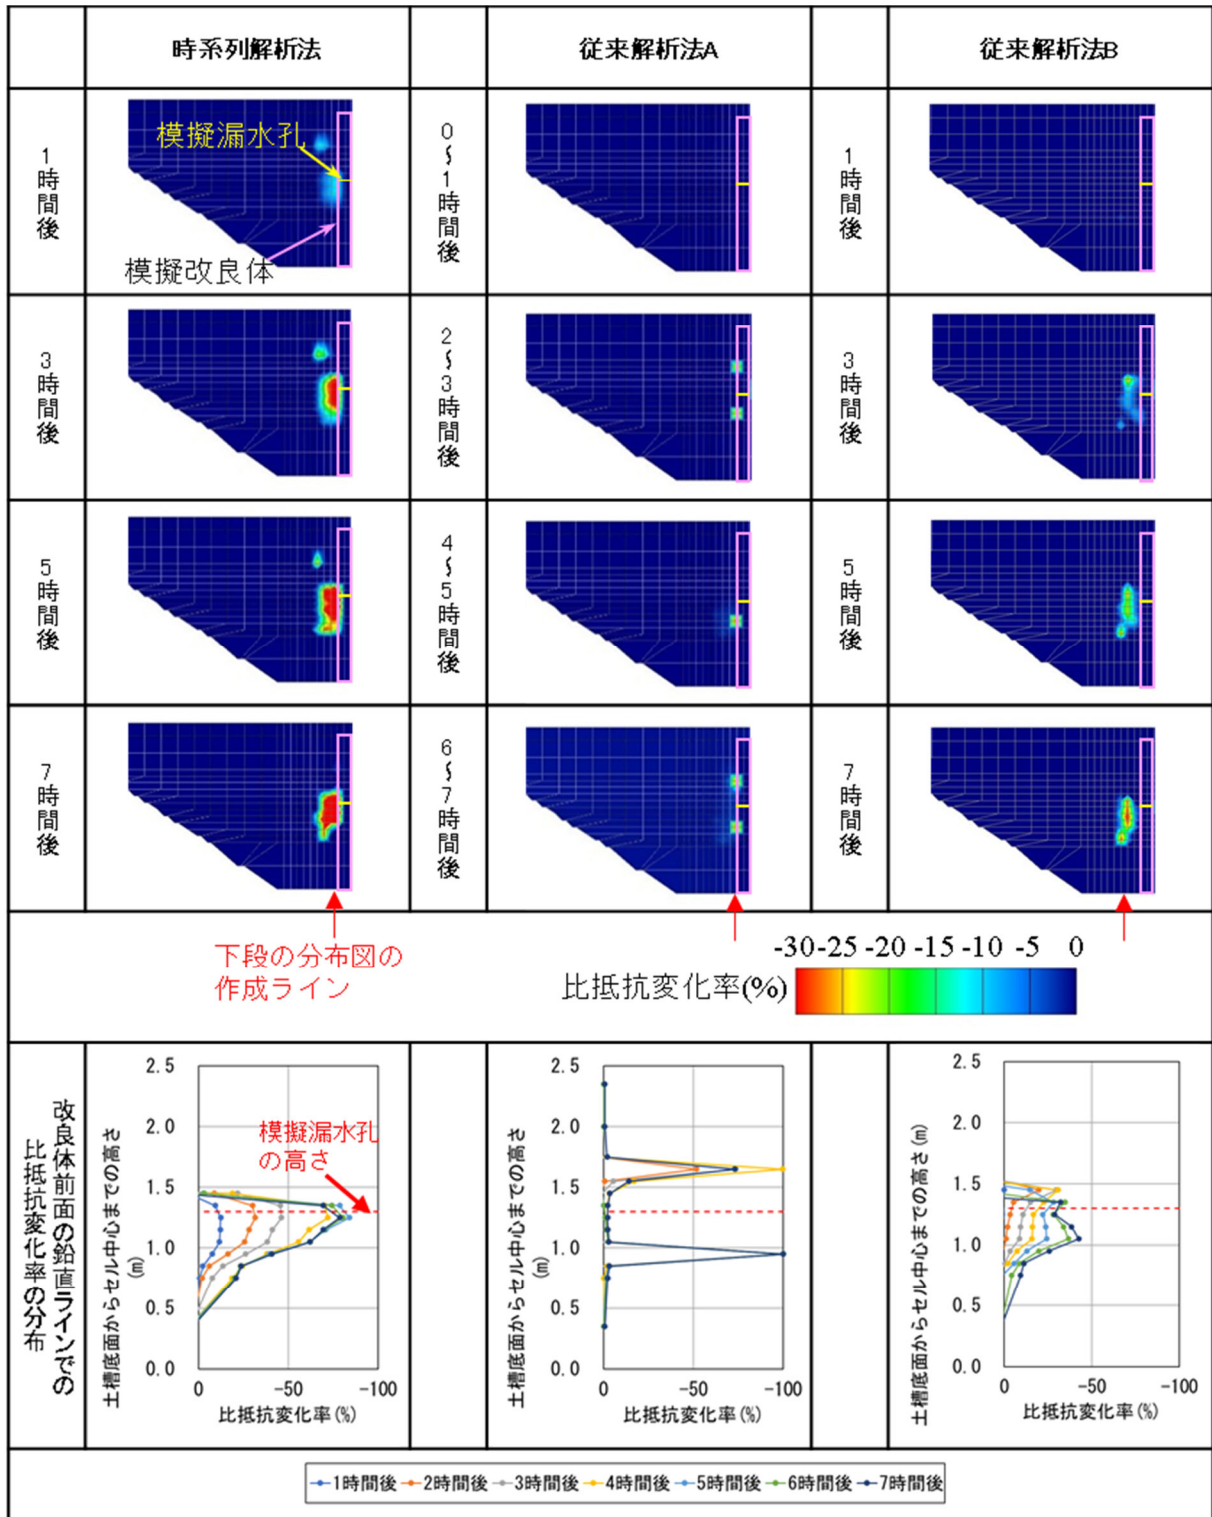 時系列解析法
従来解析法A
従来解析法B
1時間後
模擬漏水孔
模擬改良体
0～1時間後
1時間後
3時間後
2～3時間後
3時間後
5時間後
4～5時間後
5時間後
7時間後
6～7時間後
7時間後
下段の分布図の
作成ライン
比抵抗変化率(%)
-30 -25 -20 -15 -10 -5 0
改良体前面の鉛直ラインでの
比抵抗変化率の分布
土槽底面からセル中心までの高さ
(m)
2.5
2.0
1.5
1.0
0.5
0.0
模擬漏水孔
の高さ
0 -50 -100
比抵抗変化率(%)
土槽底面からセル中心までの高さ
(m)
2.5
2.0
1.5
1.0
0.5
0.0
0 -50 -100
比抵抗変化率(%)
土槽底面からセル中心までの高さ(m)
2.5
2.0
1.5
1.0
0.5
0.0
0 -50 -100
比抵抗変化率(%)
1時間後 2時間後 3時間後 4時間後 5時間後 6時間後 7時間後